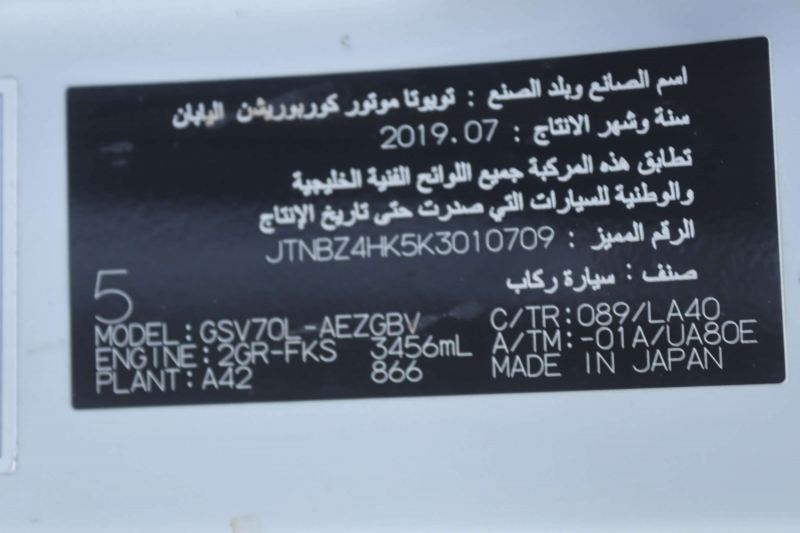 اسم الصانع وبلد الصنع : تويوتا موتور كوربوريشن اليابان
سنة وشهر الانتاج : 2019.07
تطابق هذه المركبة جميع اللوائح الفنية الخليجية
والوطنية للسيارات التي صدرت حتى تاريخ الإنتاج
الرقم المميز : JTNBZ4HK5K3010709
صنف : سيارة ركاب
5
MODEL:GSV70L-AEZGBV C/TR:089/LA40
ENGINE:2GR-FKS 3456mL A/TM:-01A/UA80E
PLANT:A42 866 MADE IN JAPAN